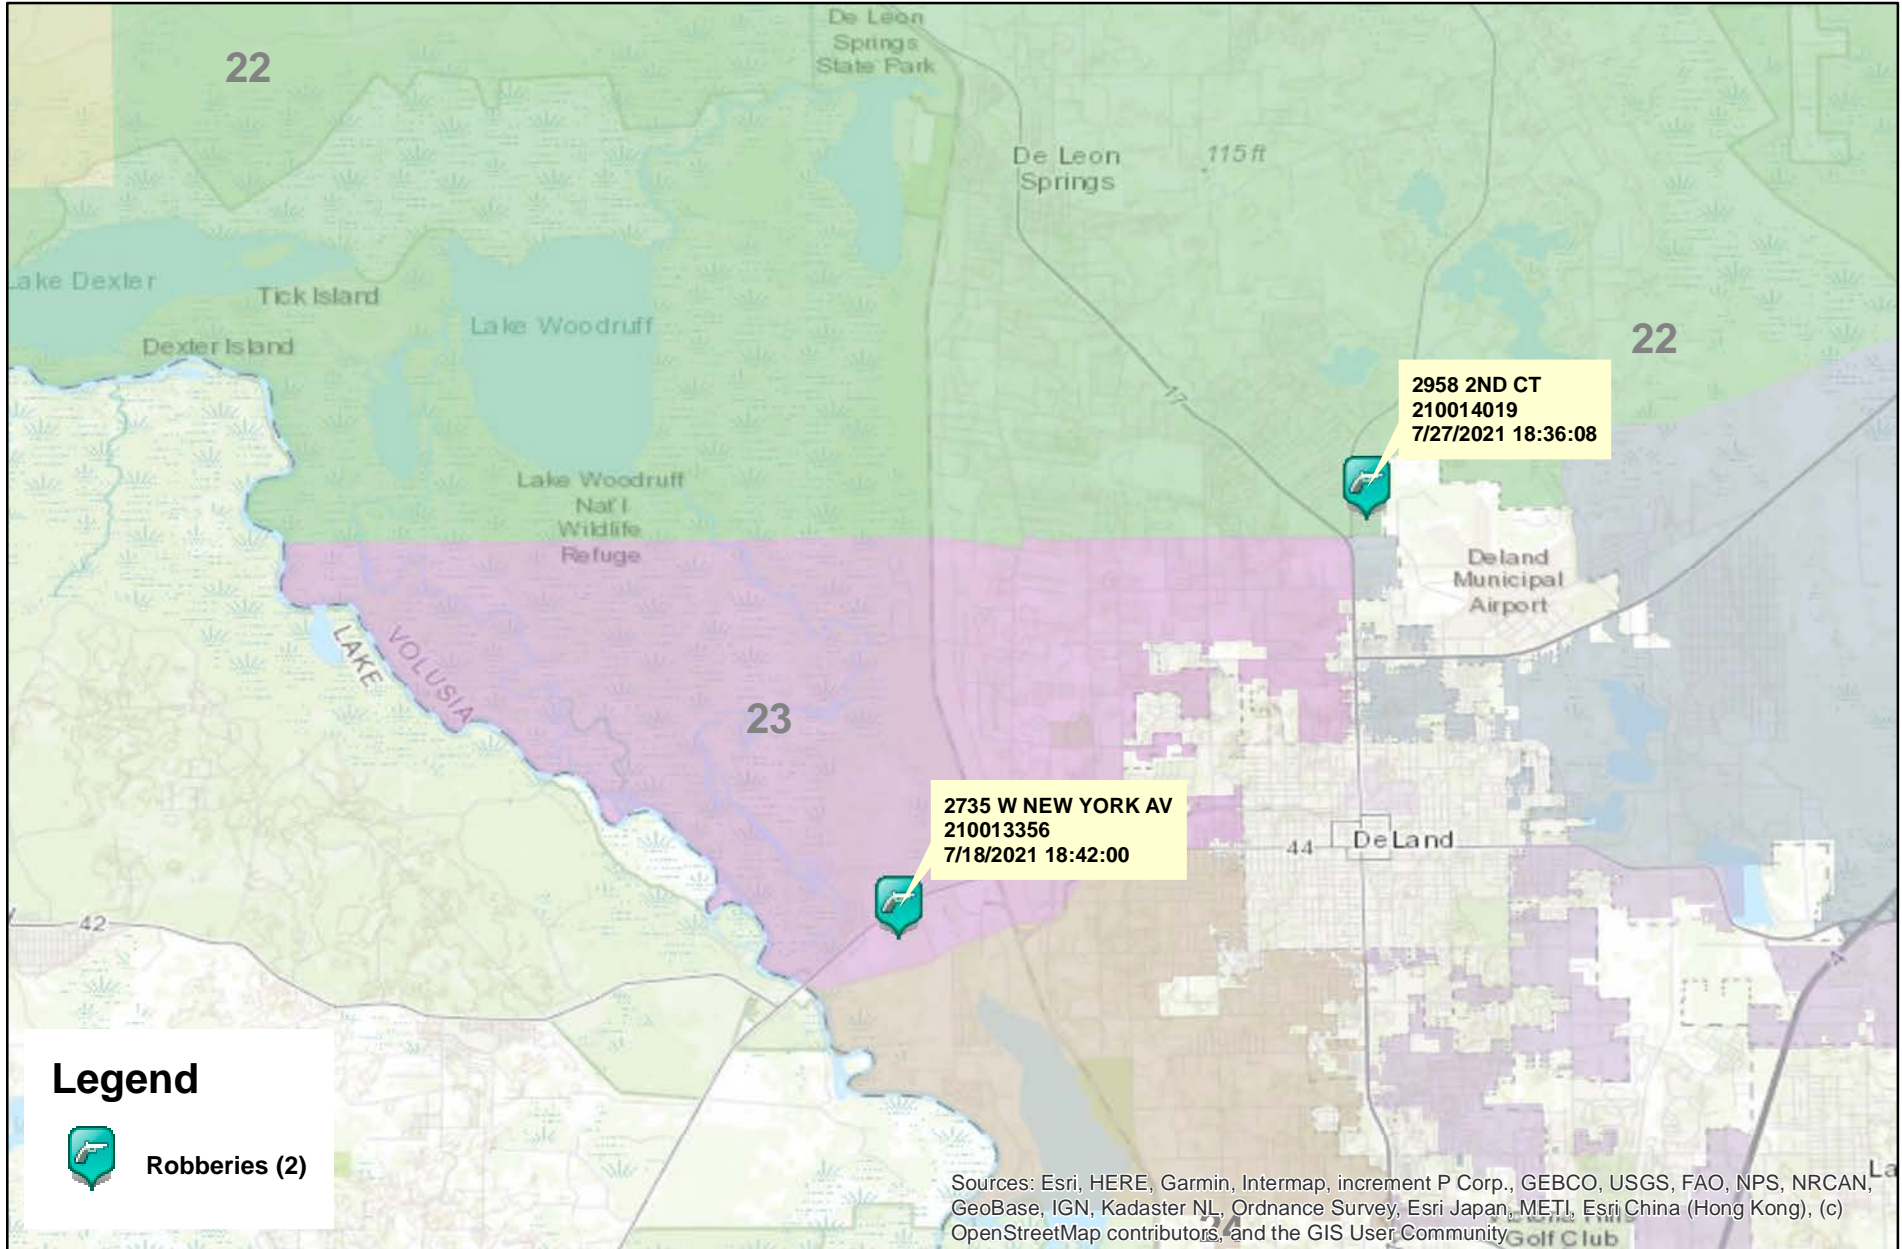 De Leon
Springs
State Park
22
De Leon
Springs
115 ft
Lake Dexter
Tick Island
Lake Woodruff
Dexter Island
22
17
2958 2ND CT
210014019
7/27/2021 18:36:08
Lake Woodruff
Nat'l
Wildlife
Refuge
Deland
Municipal
Airport
LAKE
VOLUSIA
23
2735 W NEW YORK AV
210013356
7/18/2021 18:42:00
44
DeLand
42
4
Legend
Robberies (2)
La
Sources: Esri, HERE, Garmin, Intermap, increment P Corp., GEBCO, USGS, FAO, NPS, NRCAN,
GeoBase, IGN, Kadaster NL, Ordnance Survey, Esri Japan, METI, Esri China (Hong Kong), (c)
OpenStreetMap contributors, and the GIS User Community
24
Golf Club